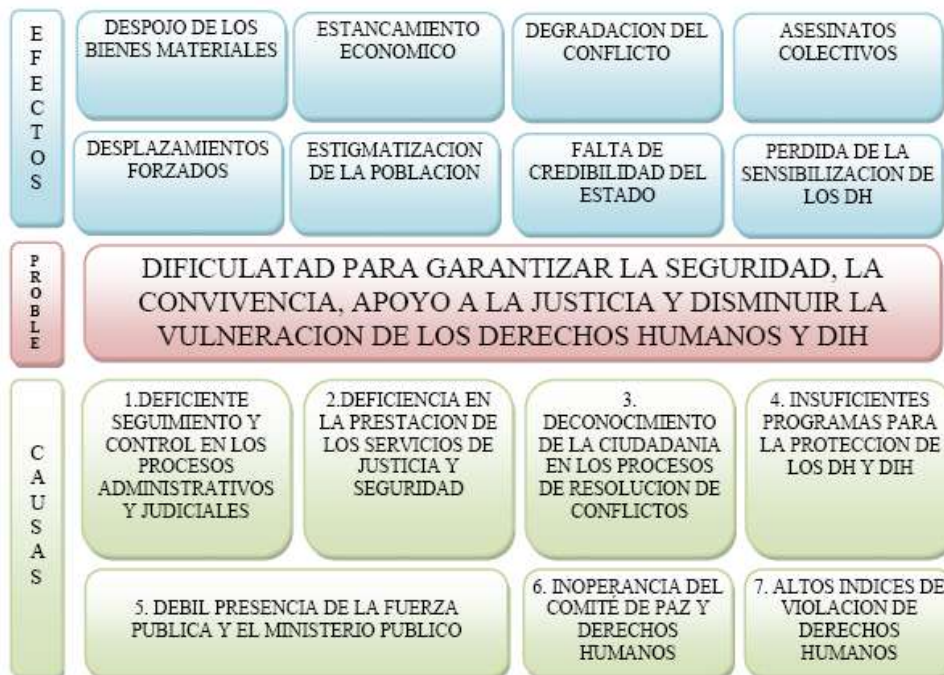 EFECTOS
DESPOJO DE LOS
BIENES MATERIALES
ESTANCAMIENTO
ECONOMICO
DEGRADACION DEL
CONFLICTO
ASESINATOS
COLECTIVOS
DESPLAZAMIENTOS
FORZADOS
ESTIGMATIZACION
DE LA POBLACION
FALTA DE
CREDIBILIDAD DEL
ESTADO
PERDIDA DE LA
SENSIBILIZACION DE
LOS DH
PROBLE
DIFICULATAD PARA GARANTIZAR LA SEGURIDAD, LA
CONVIVENCIA, APOYO A LA JUSTICIA Y DISMINUIR LA
VULNERACION DE LOS DERECHOS HUMANOS Y DIH
CAUSAS
1.DEFICIENTE
SEGUIMIENTO Y
CONTROL EN LOS
PROCESOS
ADMINISTRATIVOS
Y JUDICIALES
2.DEFICIENCIA EN
LA PRESTACION DE
LOS SERVICIOS DE
JUSTICIA Y
SEGURIDAD
3.
DECONOCIMIENTO
DE LA CIUDADANIA
EN LOS PROCESOS
DE RESOLUCION DE
CONFLICTOS
4. INSUFICIENTES
PROGRAMAS PARA
LA PROTECCION DE
LOS DH Y DIH
5. DEBIL PRESENCIA DE LA FUERZA
PUBLICA Y EL MINISTERIO PUBLICO
6. INOPERANCIA DEL
COMITÉ DE PAZ Y
DERECHOS
HUMANOS
7. ALTOS INDICES DE
VIOLACION DE
DERECHOS
HUMANOS